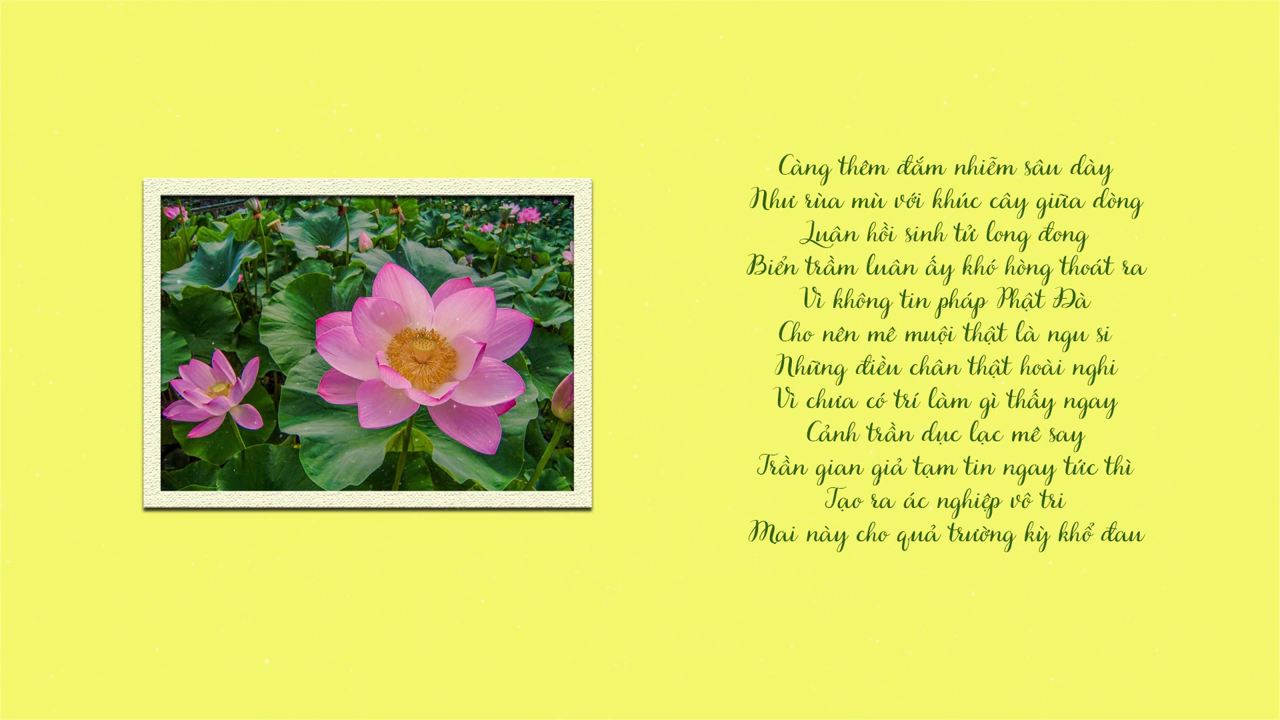 Càng thêm đắm nhiễm sâu dày
Như rùa mù với khúc cây giữa dòng
Luân hồi sinh tử long đong
Biển trầm luân ấy khó hòng thoát ra
Vì không tin pháp Phật Đà
Cho nên mê muội thật là ngu si
Những điều chân thật hoài nghi
Vì chưa có trí làm gì thấy ngay
Cảnh trần dục lạc mê say
Trần gian giả tạm tin ngay tức thì
Tạo ra ác nghiệp vô tri
Mai này cho quả trường kỳ khổ đau